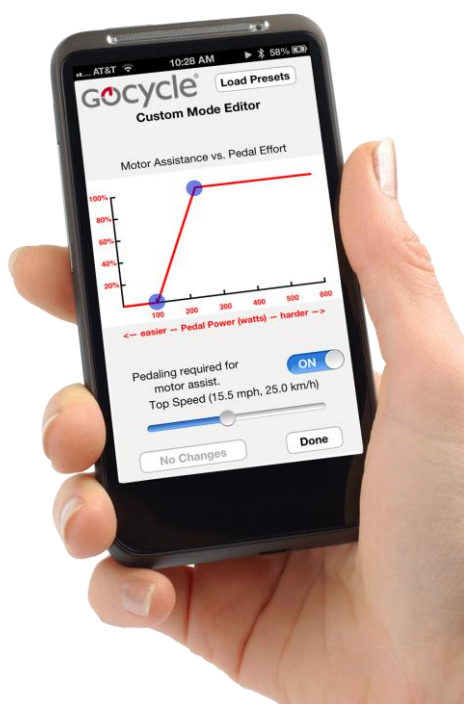 AT&T 10:28 AM 58%
GOCYCLE® Load Presets
Custom Mode Editor
Motor Assistance vs. Pedal Effort
100%
80%
60%
40%
20%
100 200 300 400 500 600
<— easier — Pedal Power (watts) — harder —>
Pedaling required for
motor assist.
ON
Top Speed (15.5 mph, 25.0 km/h)
No Changes
Done